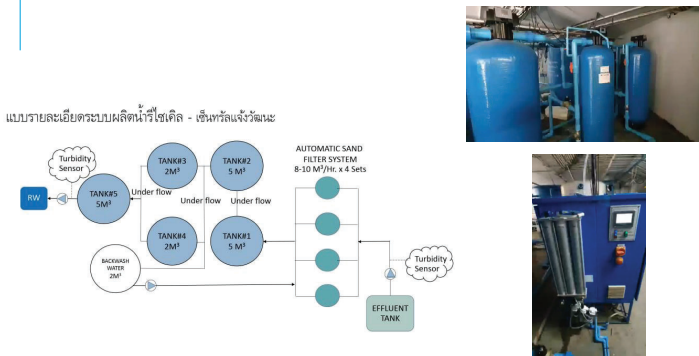 แบบรายละเอียดระบบผลิตน้ำรีไซเคิล - เซ็นทรัลแจ้งวัฒนะ
Turbidity
Sensor
RW
TANK#5
5M³
Under flow
TANK#3
2M³
TANK#2
5 M³
Under flow
Under flow
TANK#4
2M³
TANK#1
5 M³
BACKWASH
WATER
2M³
AUTOMATIC SAND
FILTER SYSTEM
8-10 M³/Hr. x 4 Sets
Turbidity
Sensor
EFFLUENT
TANK